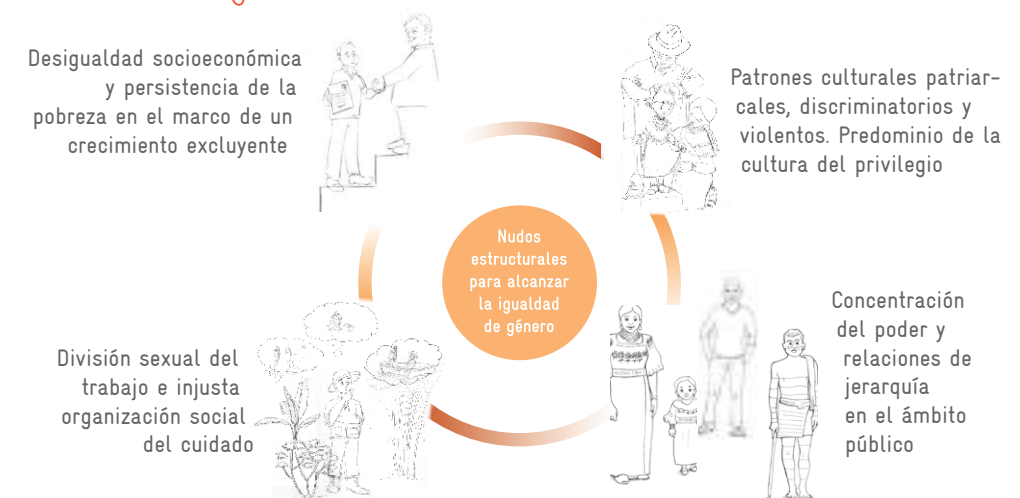 Desigualdad socioeconómica
y persistencia de la
pobreza en el marco de un
crecimiento excluyente
Patrones culturales patriar-
cales, discriminatorios y
violentos. Predominio de la
cultura del privilegio
Nudos
estructurales
para alcanzar
la igualdad
de género
División sexual del
trabajo e injusta
organización social
del cuidado
Concentración
del poder y
relaciones de
jerarquía
en el ámbito
público